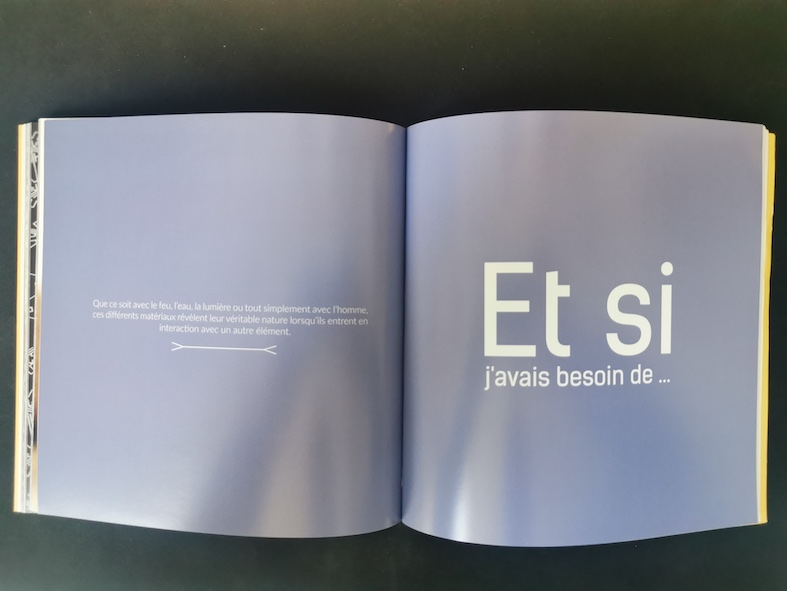 Que ce soit avec le feu, l'eau, la lumière ou tout simplement avec l'homme,
ces différents matériaux révèlent leur véritable nature lorsqu'ils entrent en
interaction avec un autre élément.
Et si
j'avais besoin de ...